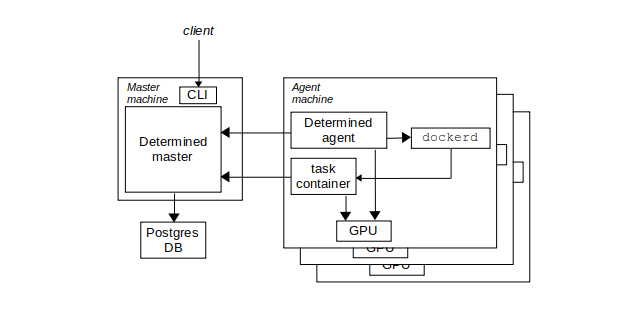 client
Master
machine
CLI
Determined
master
Postgres
DB
Agent
machine
Determined
agent
dockerd
task
container
GPU
GPU
GPU